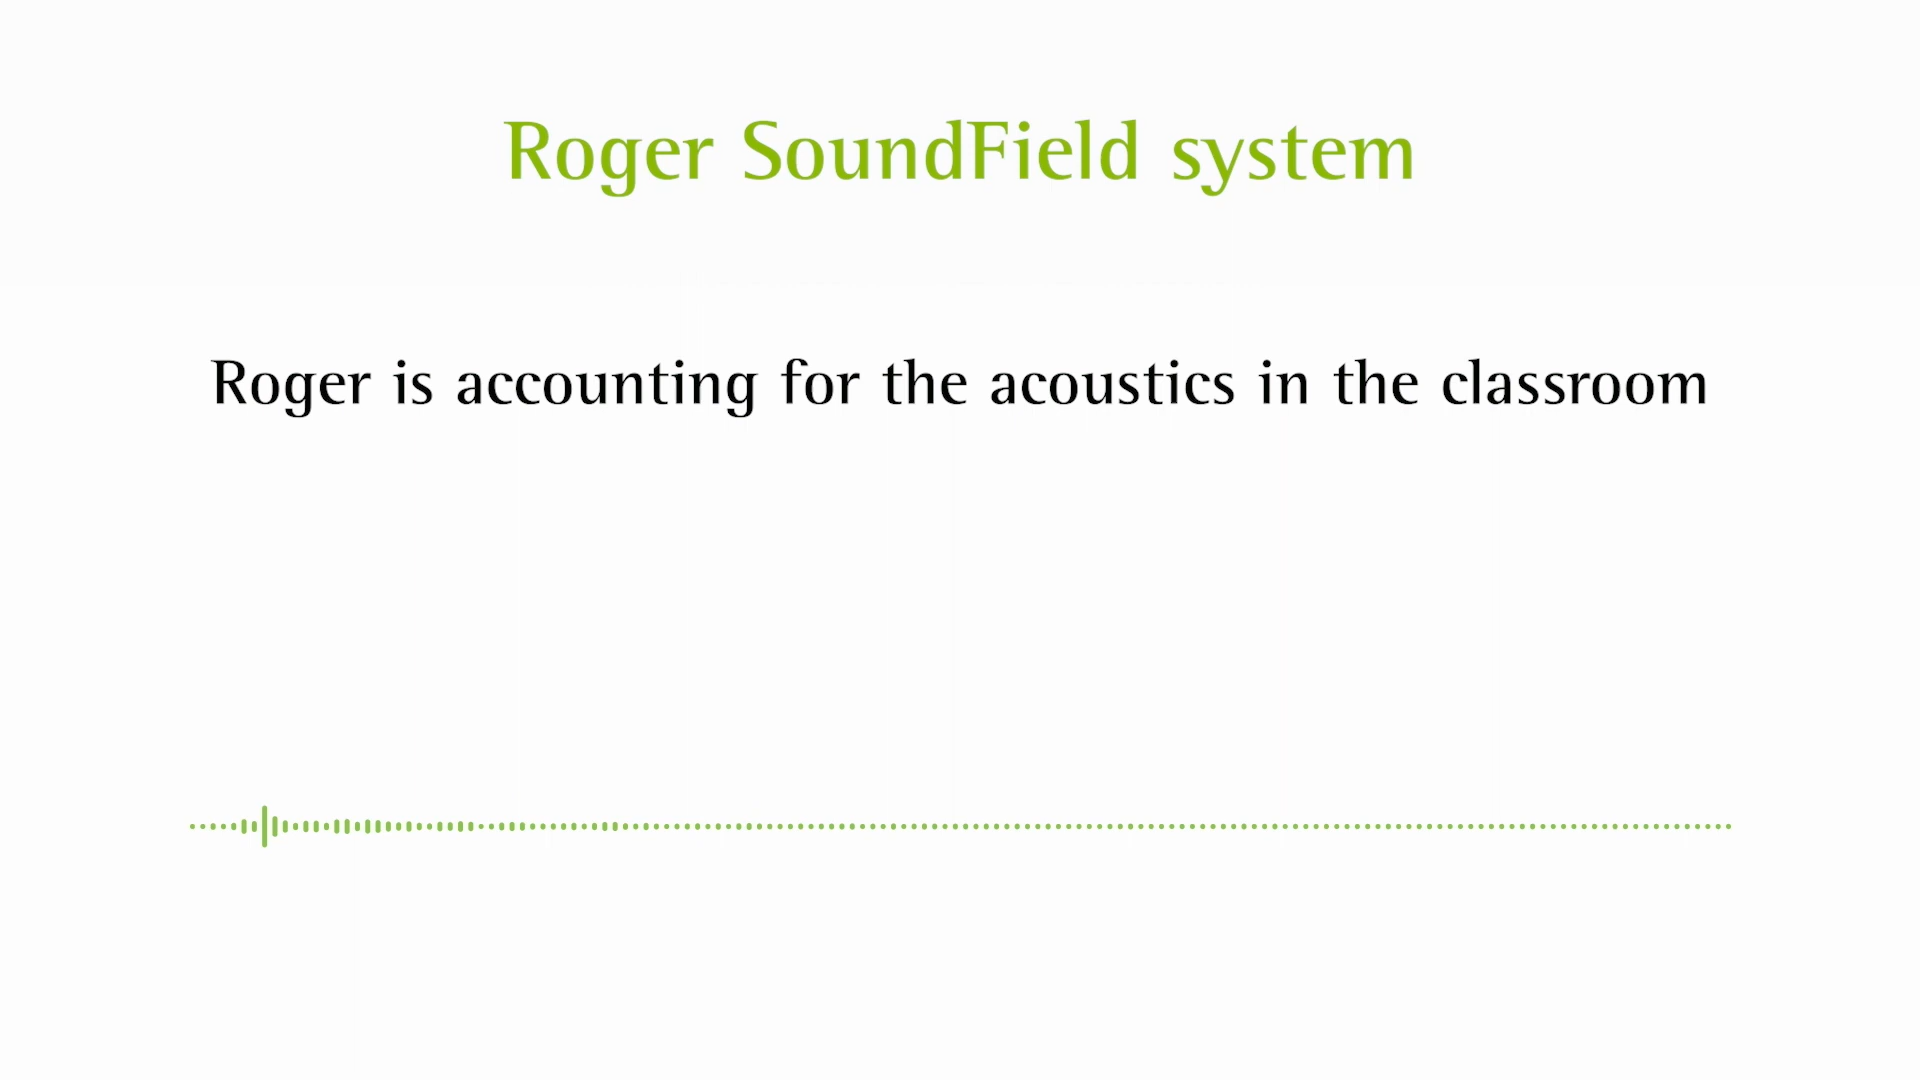 Roger SoundField system
Roger is accounting for the acoustics in the classroom